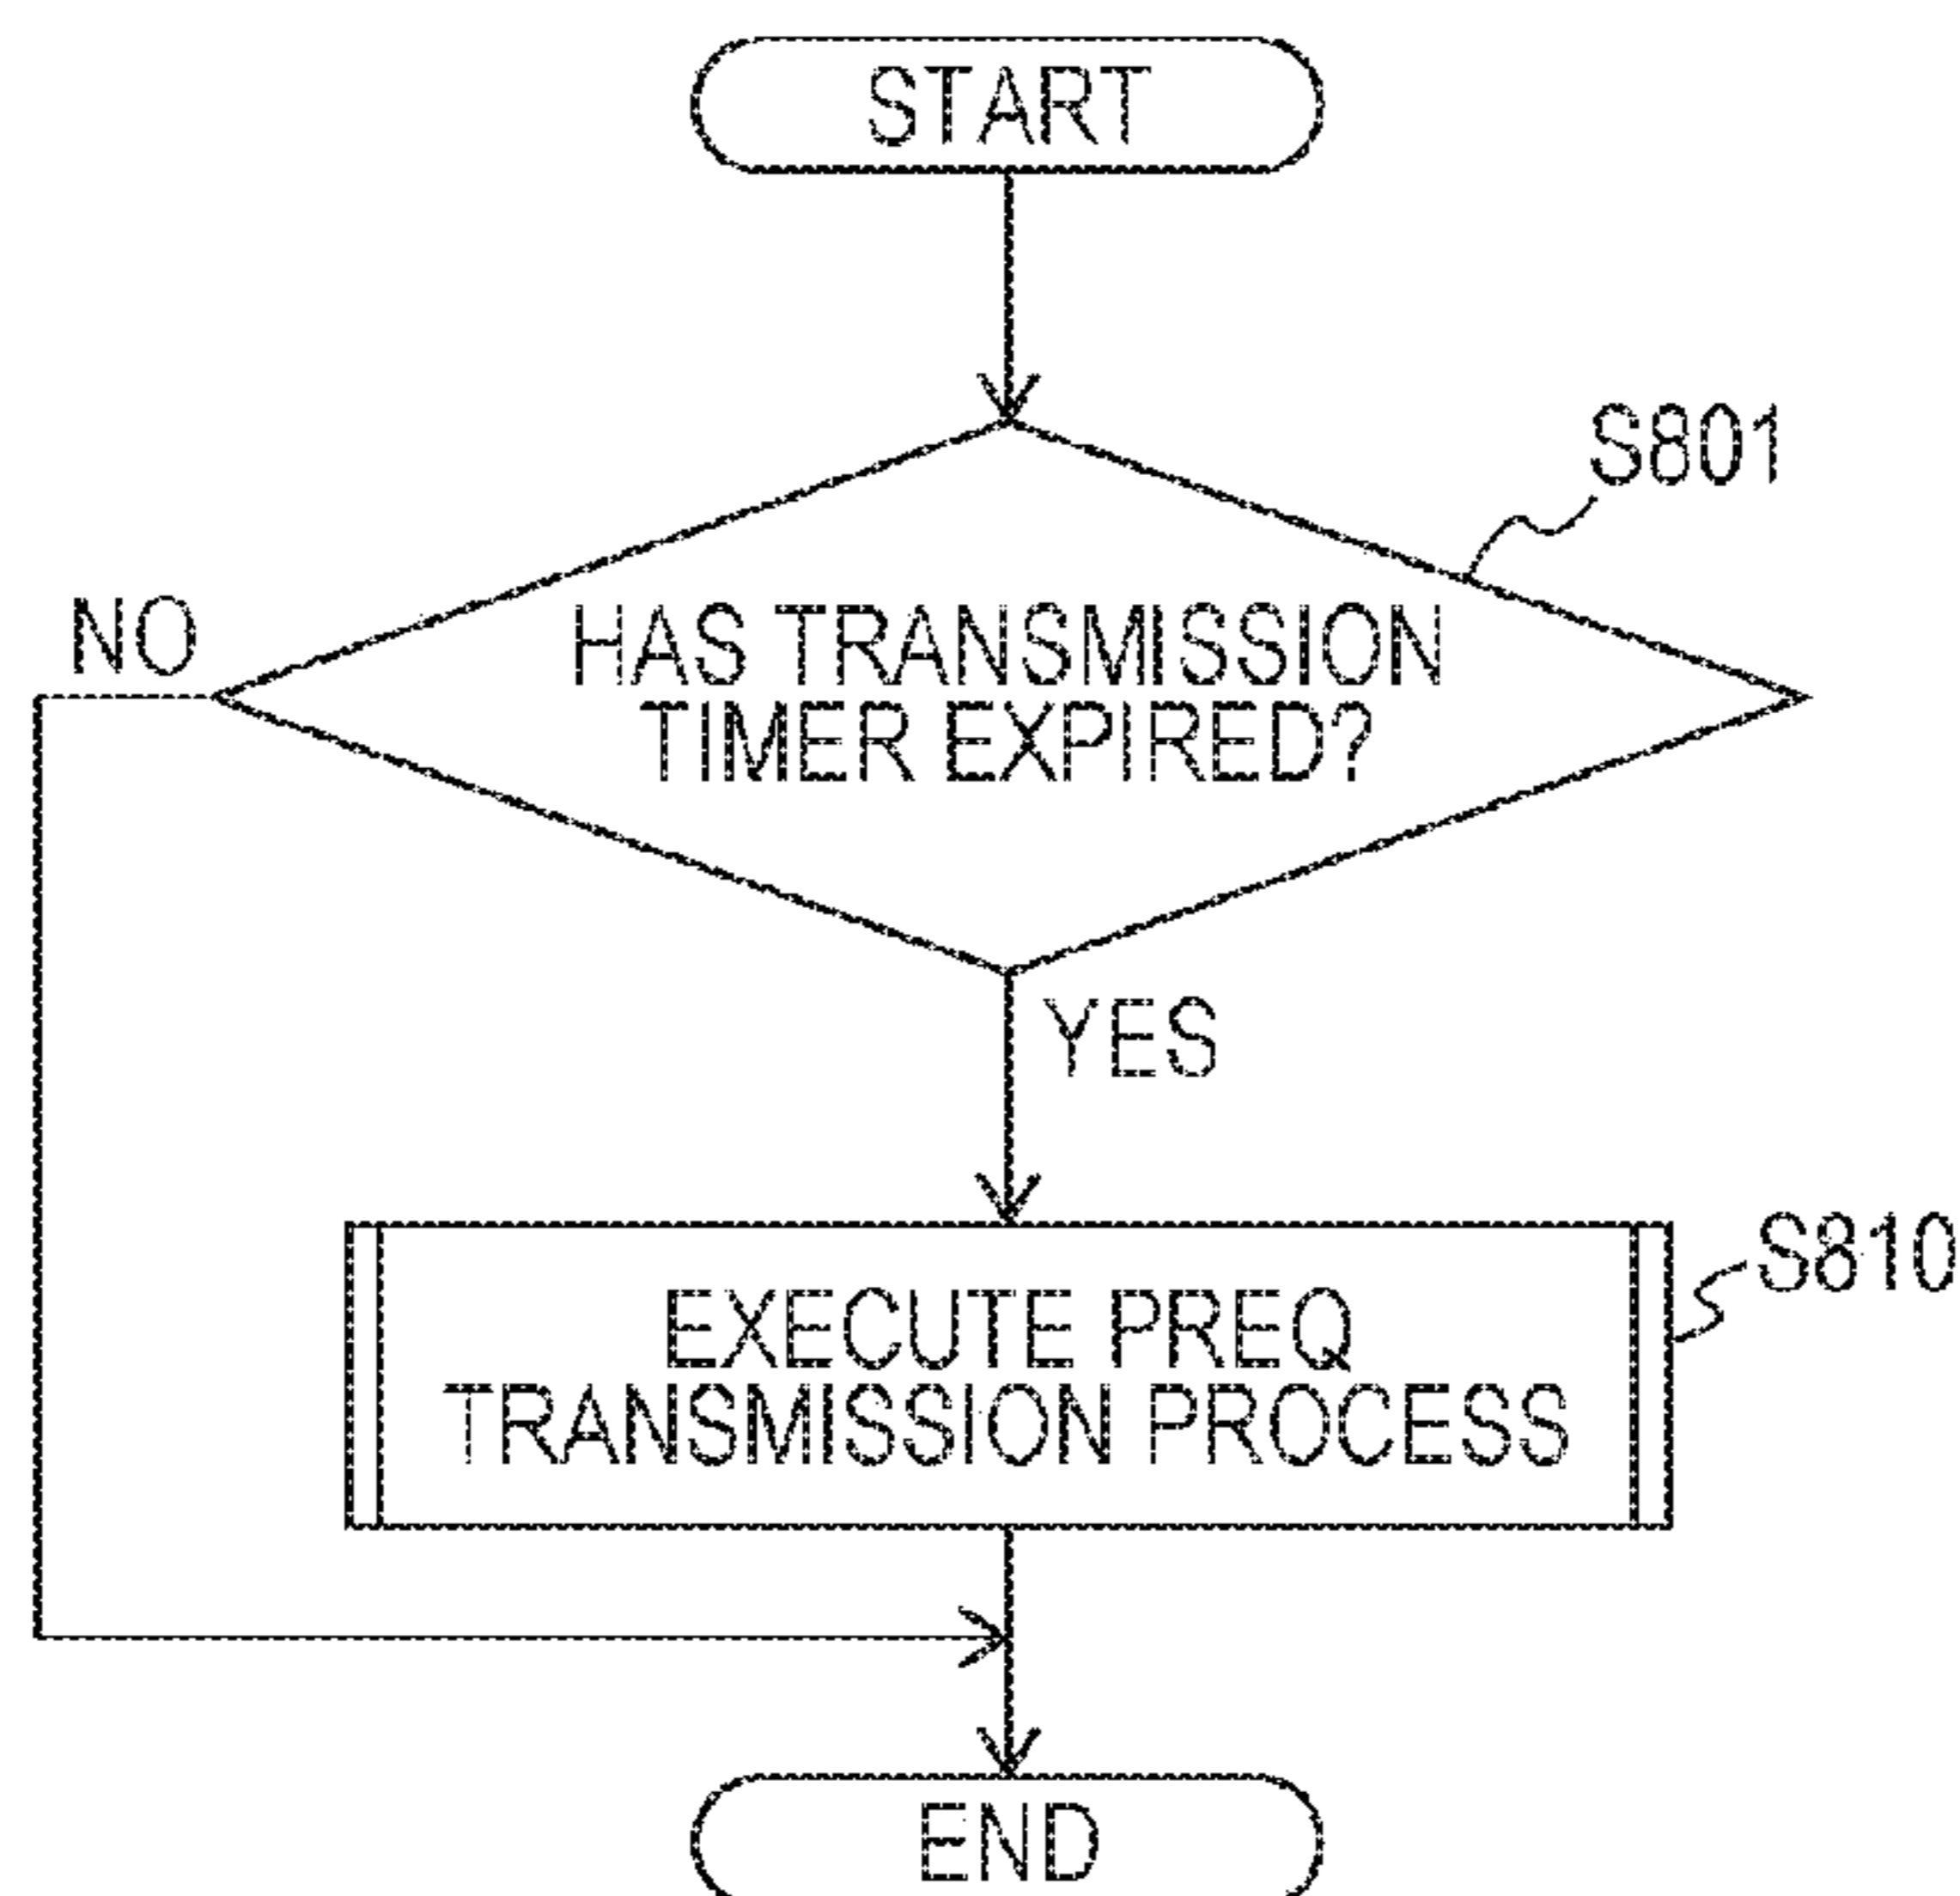 START
S801
NO
HAS TRANSMISSION
TIMER EXPIRED?
YES
S810
EXECUTE PREQ
TRANSMISSION PROCESS
END